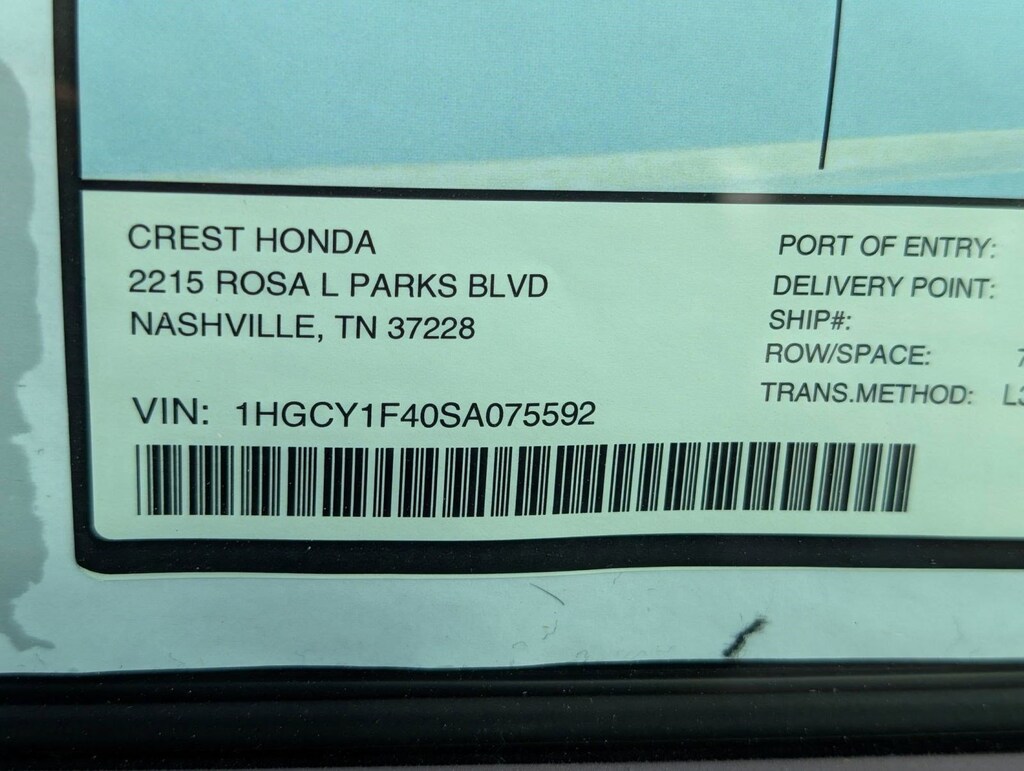 CREST HONDA
2215 ROSA L PARKS BLVD
NASHVILLE, TN 37228
VIN: 1HGCY1F40SA075592
PORT OF ENTRY:
DELIVERY POINT:
SHIP#:
ROW/SPACE:
TRANS.METHOD: